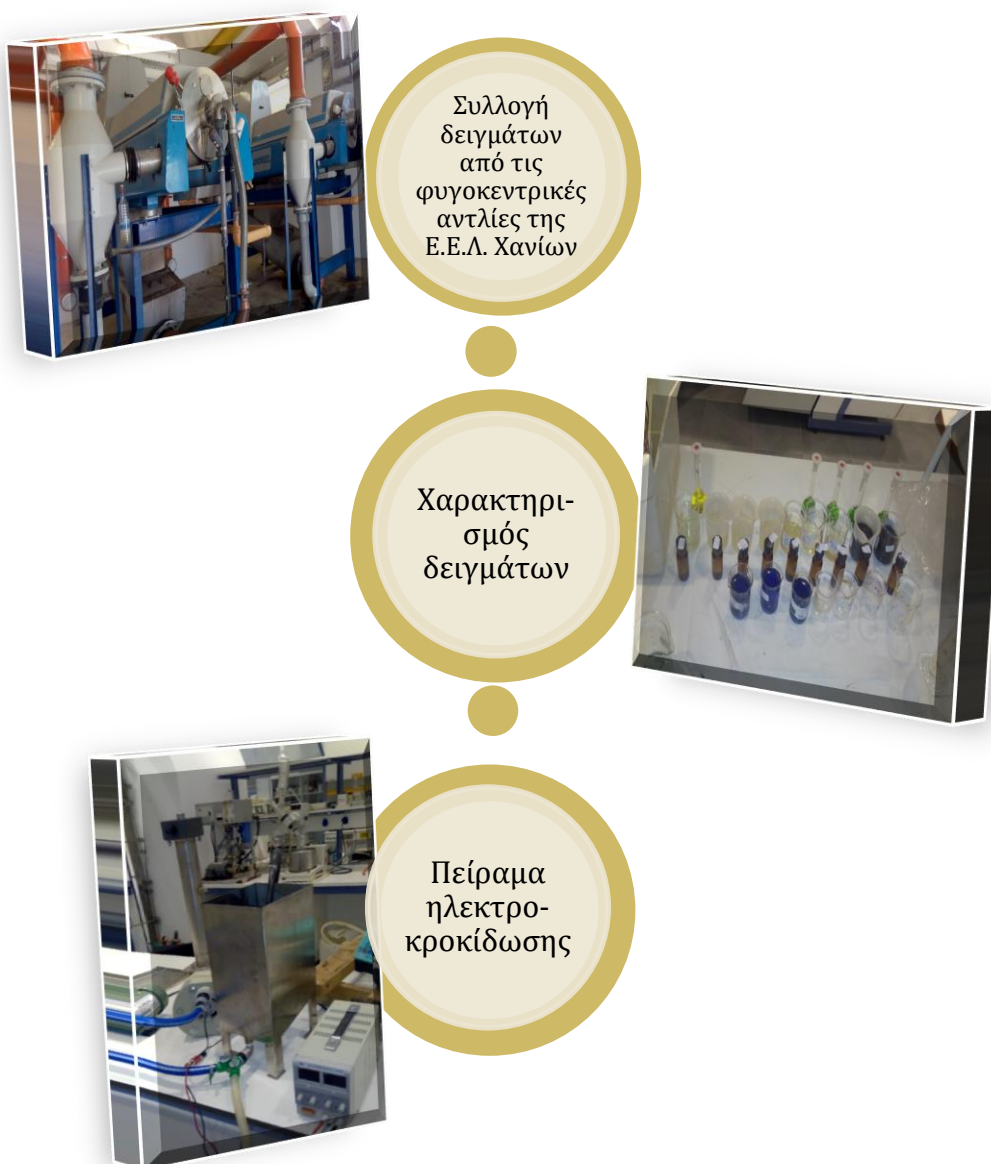 Συλλογή
δειγμάτων
από τις
φυγοκεντρικές
αντλίες της
Ε.Ε.Λ. Χανίων
Χαρακτηρι-
σμός
δειγμάτων
Πείραμα
ηλεκτρο-
κροκίδωσης